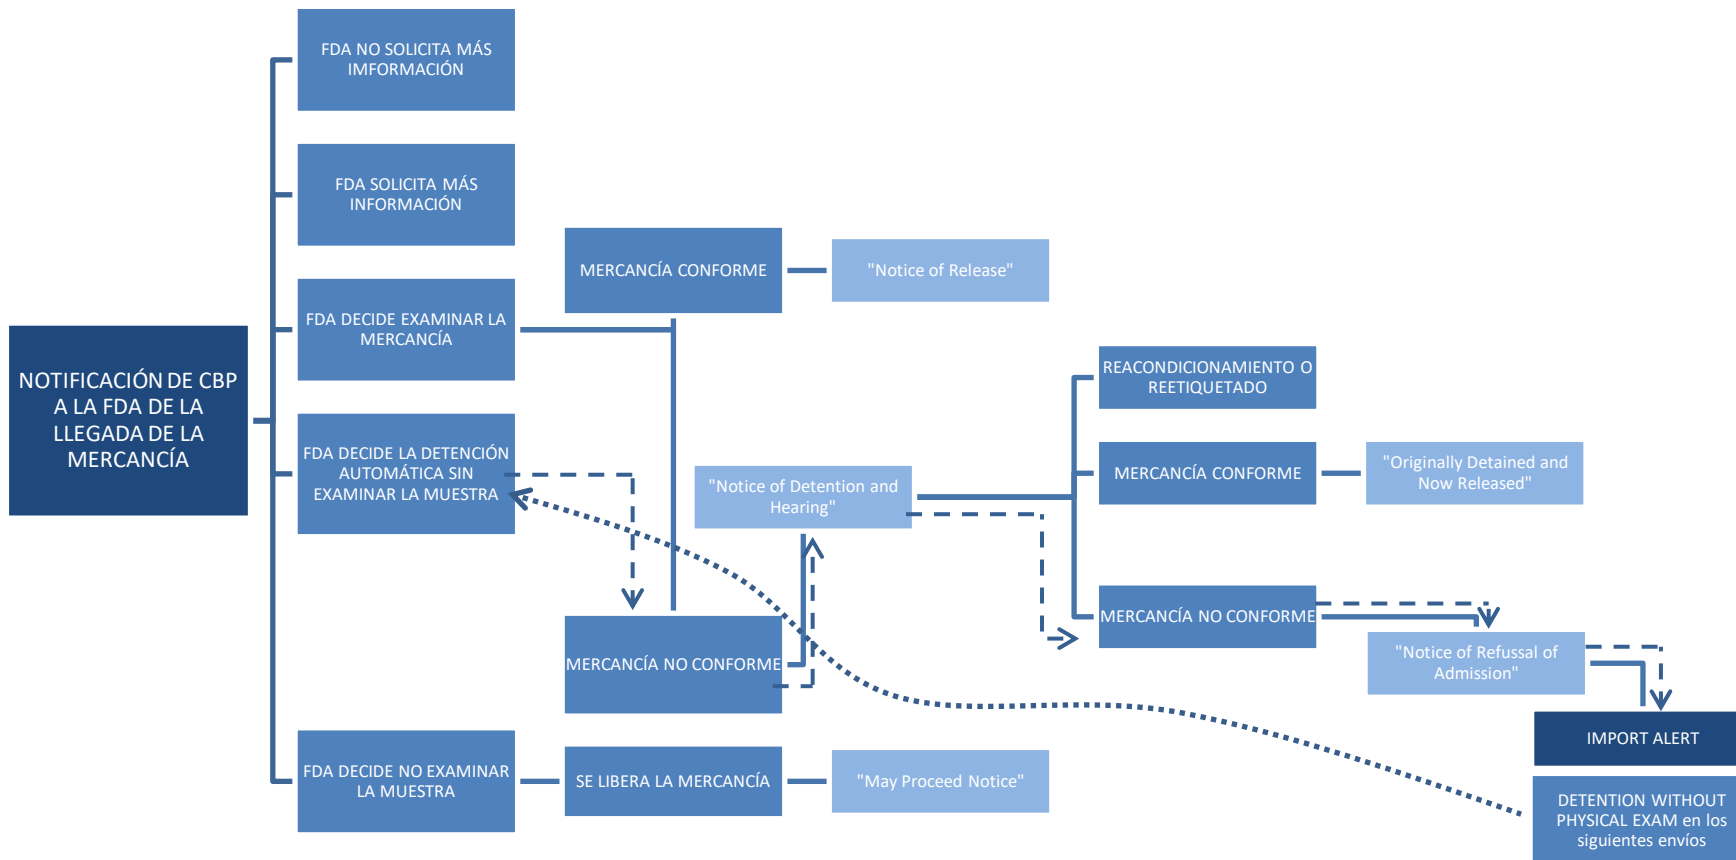 FDA NO SOLICITA MÁS
IMFORMACIÓN
FDA SOLICITA MÁS
INFORMACIÓN
MERCANCÍA CONFORME
"Notice of Release"
FDA DECIDE EXAMINAR LA
MERCANCÍA
NOTIFICACIÓN DE CBP
A LA FDA DE LA
LLEGADA DE LA
MERCANCÍA
REACONDICIONAMIENTO O
REETIQUETADO
FDA DECIDE LA DETENCIÓN
AUTOMÁTICA SIN
EXAMINAR LA MUESTRA
"Notice of Detention and
Hearing"
MERCANCÍA CONFORME
"Originally Detained and
Now Released"
MERCANCÍA NO CONFORME
MERCANCÍA NO CONFORME
"Notice of Refussal of
Admission"
IMPORT ALERT
FDA DECIDE NO EXAMINAR
LA MUESTRA
SE LIBERA LA MERCANCÍA
"May Proceed Notice"
DETENTION WITHOUT
PHYSICAL EXAM en los
siguientes envíos